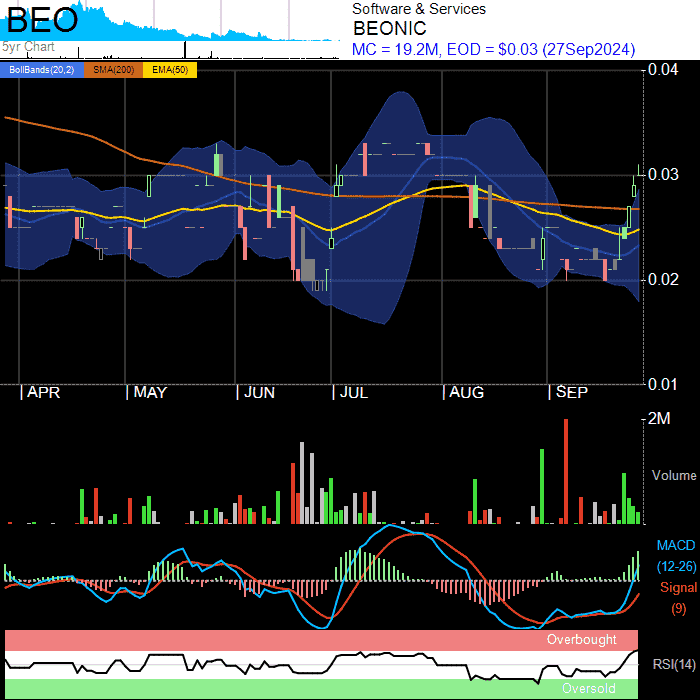 BEO
Software & Services
BEONIC
5yr Chart
MC = 19.2M, EOD = $0.03 (27Sep2024)
BollBands(20,2) SMA(200) EMA(50)
0.04
0.03
0.02
0.01
APR MAY JUN JUL AUG SEP
2M
Volume
MACD
(12-26)
Signal
(9)
Overbought
RSI(14)
Oversold